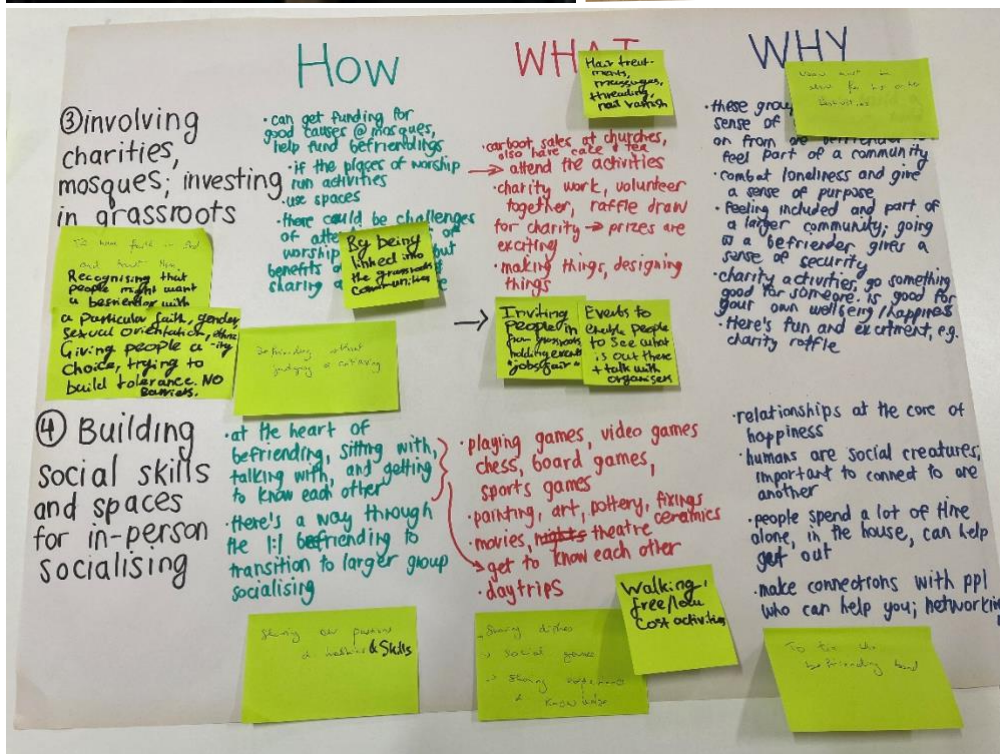 HOW
WHAT
WHY
③ involving
charities,
mosques; investing
in grassroots
Recognising that
people might want
a befriender with
a particular faith, gender,
sexual orientation,
Giving people a
choice, trying to
build tolerance. NO
Barriers.
• can get funding for
good causes @ mosques,
help fund befriendings
• if the places of worship
run activities
• use spaces
• there could be challenges
of
worship
benefits
sharing
By being
linked into
the grassroots
communities
Hair treat-
ments,
massages,
threading,
nail varnish
• carboot sales at churches,
also have cake + tea
→ attend the activities
• charity work, volunteer
together, raffle draw
for charity → prizes are
exciting
• making things, designing
things
→
Inviting
people in
from grassroots
holding events
"jobs fair"
Events to
enable people
to see what
is out there
+ talk with
organisers
• these
sense of
on from
feel part of a community
• combat loneliness and give
a sense of purpose
• feeling included and part of
a larger community; going
a befriender gives a
sense of security
• charity activities, go something
good for someone. is good for
your own wellbeing/happiness
• Here's fun and
charity raffle
④ Building
social skills
and spaces
for in-person
socialising
• at the heart of
befriending, sitting with,
talking with, and getting
to know each other
• there's a way through
the 1:1 befriending to
transition to larger group
socialising
Sharing our passions
& hobbies & Skills
• playing games, video games
chess, board games,
sports games
• painting, art, pottery, fixings
ceramics
• movies, nights theatre
→ get to know each other
• daytrips
Walking,
free/low
cost activities
Sharing dishes
→ social games
→ Sharing
& knowledge
• relationships at the core of
happiness
• humans are social creatures;
important to connect to one
another
• people spend a lot of time
alone, in the house, can help
get out
• make connections with ppl
who can help you; networking
befriending bond